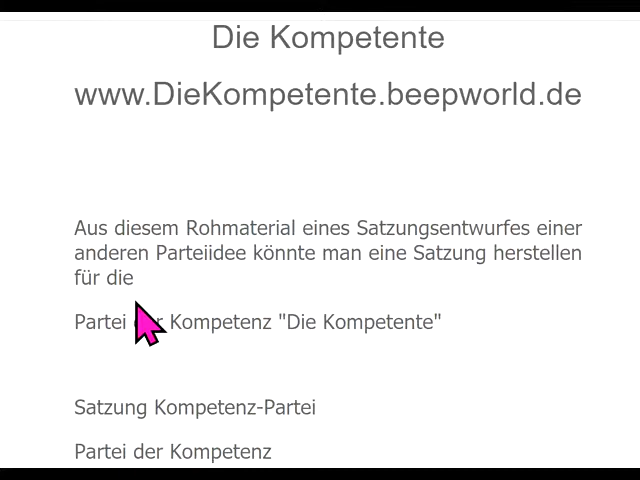 Die Kompetente
www.DieKompetente.beepworld.de
Aus diesem Rohmaterial eines Satzungsentwurfes einer
anderen Parteiidee könnte man eine Satzung herstellen
für die
Partei der Kompetenz "Die Kompetente"
Satzung Kompetenz-Partei
Partei der Kompetenz